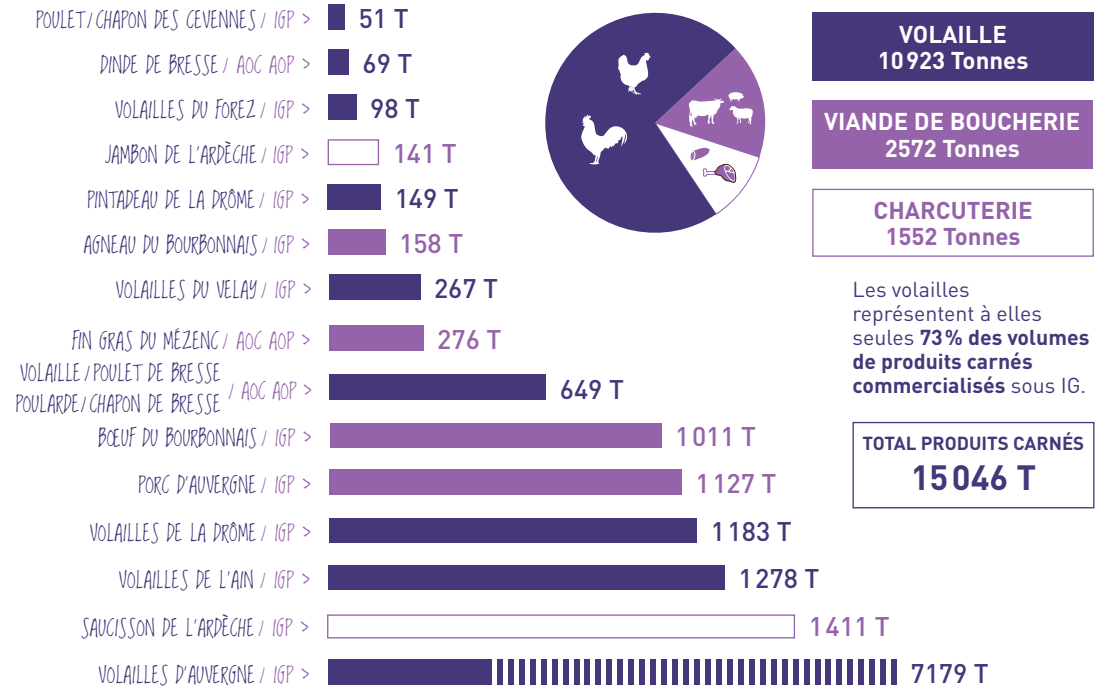 POULET/CHAPON DES CEVENNES / IGP > 51 T
DINDE DE BRESSE / AOC AOP > 69 T
VOLAILLES DU FOREZ / IGP > 98 T
JAMBON DE L'ARDÈCHE / IGP > 141 T
PINTADEAU DE LA DRÔME / IGP > 149 T
AGNEAU DU BOURBONNAIS / IGP > 158 T
VOLAILLES DU VELAY / IGP > 267 T
FIN GRAS DU MÉZENC / AOC AOP > 276 T
VOLAILLE/POULET DE BRESSE
POULARDE/CHAPON DE BRESSE / AOC AOP > 649 T
BŒUF DU BOURBONNAIS / IGP > 1011 T
PORC D'AUVERGNE / IGP > 1127 T
VOLAILLES DE LA DRÔME / IGP > 1183 T
VOLAILLES DE L'AIN / IGP > 1278 T
SAUCISSON DE L'ARDÈCHE / IGP > 1411 T
VOLAILLES D'AUVERGNE / IGP > 7179 T
VOLAILLE
10923 Tonnes
VIANDE DE BOUCHERIE
2572 Tonnes
CHARCUTERIE
1552 Tonnes
Les volailles
représentent à elles
seules 73% des volumes
de produits carnés
commercialisés sous IG.
TOTAL PRODUITS CARNÉS
15046 T